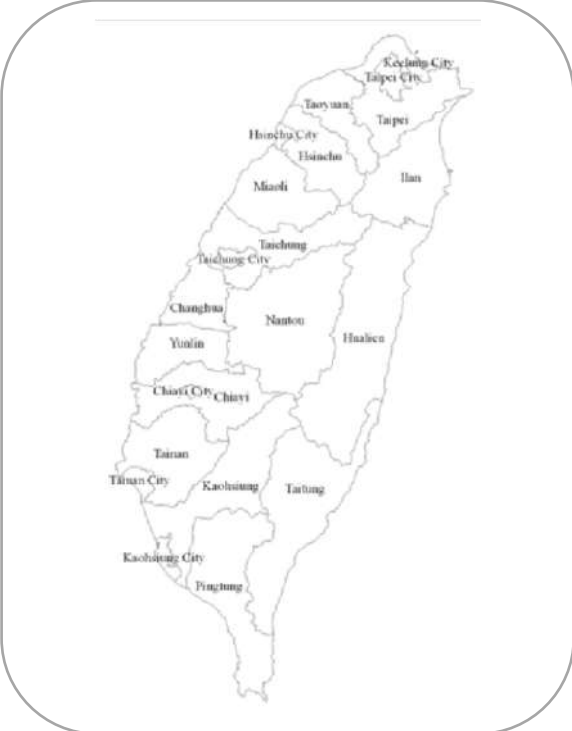 Keelung City
Taipei City
Taoyuan
Taipei
Hsinchu City
Hsinchu
Ilan
Miaoli
Taichung
Taichung City
Changhua
Nantou
Hualien
Yunlin
Chiayi City
Chiayi
Tainan
Tainan City
Kaohsiung
Taitung
Kaohsiung City
Pingtung